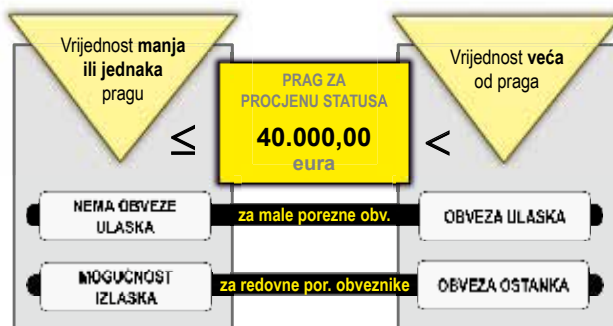 Vrijednost manja
ili jednaka
pragu
≤
PRAG ZA
PROCJENU STATUSA
40.000,00
eura
<
Vrijednost veća
od praga
NEMA OBVEZE
ULASKA
za male porezne obv.
OBVEZA ULASKA
MOGUĆNOST
IZLASKA
za redovne por. obveznike
OBVEZA OSTANKA